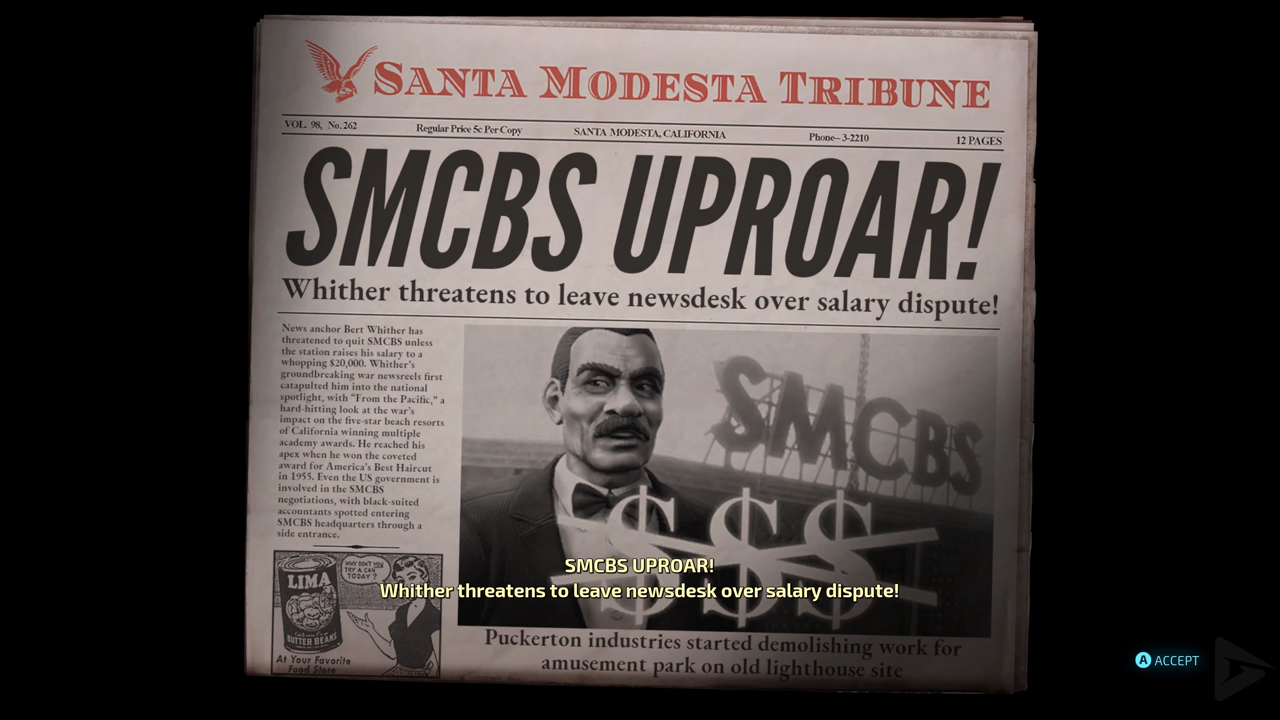 SANTA MODESTA TRIBUNE
VOL. 98, No. 262
Regular Price 5c Per Copy
SANTA MODESTA, CALIFORNIA
Phone–3-2210
12 PAGES
SMCBS UPROAR!
Whither threatens to leave newsdesk over salary dispute!
News anchor Bert Whither has
threatened to quit SMCBS unless
the station raises his salary to a
whopping $20,000. Whither's
groundbreaking war newsreels first
catapulted him into the national
spotlight, with "From the Pacific," a
hard-hitting look at the war's
impact on the five-star beach resorts
of California winning multiple
academy awards. He reached his
apex when he won the coveted
award for America's Best Haircut
in 1955. Even the US government is
involved in the SMCBS
negotiations, with black-suited
accountants spotted entering
SMCBS headquarters through a
side entrance.
SMCBS
$$$
SMCBS UPROAR!
Whither threatens to leave newsdesk over salary dispute!
WHY DON'T YOU
TRY A CAN
TODAY?
LIMA
BUTTER BEANS
At Your Favorite
Food Store
Puckerton industries started demolishing work for
amusement park on old lighthouse site
A ACCEPT